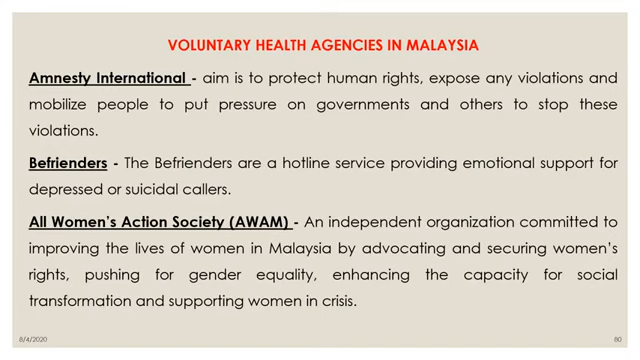 VOLUNTARY HEALTH AGENCIES IN MALAYSIA
Amnesty International - aim is to protect human rights, expose any violations and
mobilize people to put pressure on governments and others to stop these
violations.
Befrienders - The Befrienders are a hotline service providing emotional support for
depressed or suicidal callers.
All Women's Action Society (AWAM) - An independent organization committed to
improving the lives of women in Malaysia by advocating and securing women's
rights, pushing for gender equality, enhancing the capacity for social
transformation and supporting women in crisis.
8/4/2020
80